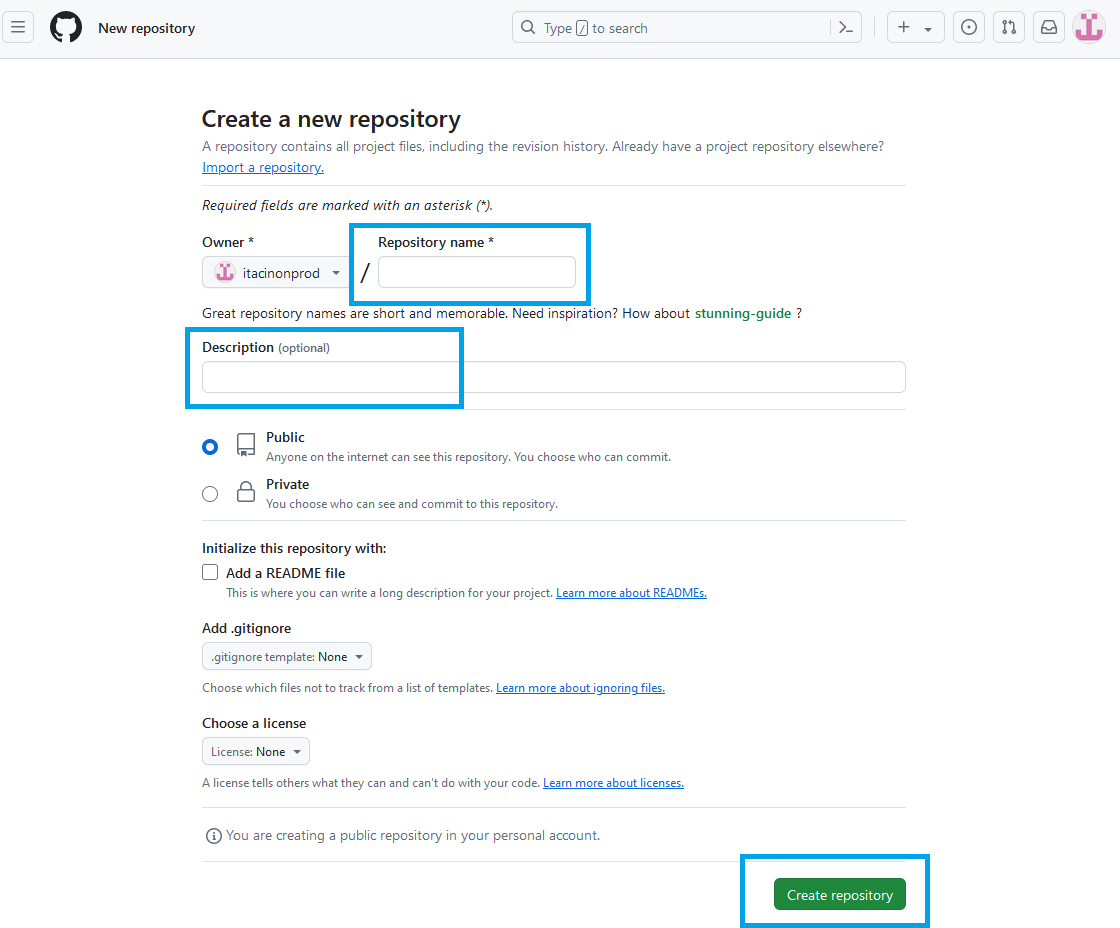 New repository
Type / to search
Create a new repository
A repository contains all project files, including the revision history. Already have a project repository elsewhere?
Import a repository.
Required fields are marked with an asterisk (*).
Owner * Repository name *
itacinonprod /
Great repository names are short and memorable. Need inspiration? How about stunning-guide ?
Description (optional)
Public
Anyone on the internet can see this repository. You choose who can commit.
Private
You choose who can see and commit to this repository.
Initialize this repository with:
Add a README file
This is where you can write a long description for your project. Learn more about READMEs.
Add .gitignore
.gitignore template: None
Choose which files not to track from a list of templates. Learn more about ignoring files.
Choose a license
License: None
A license tells others what they can and can't do with your code. Learn more about licenses.
You are creating a public repository in your personal account.
Create repository